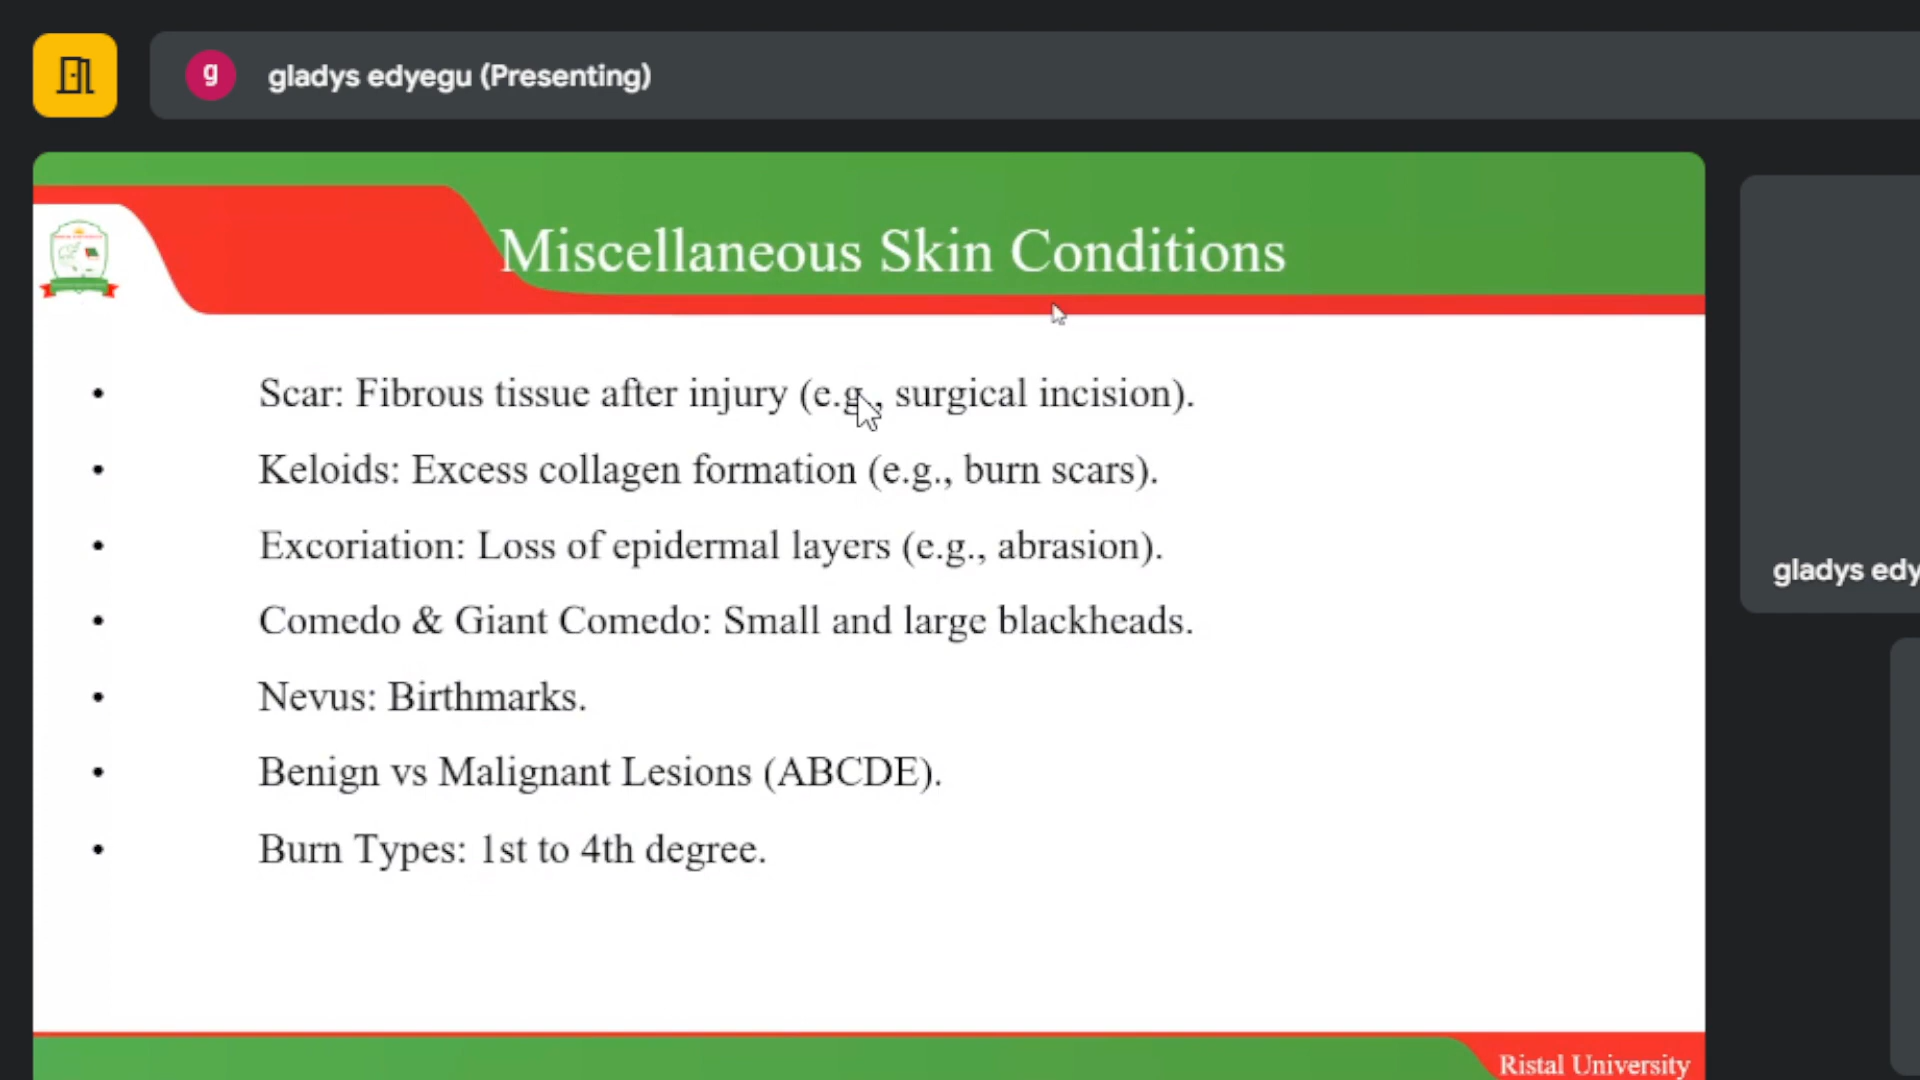 g
gladys edyegu (Presenting)
Miscellaneous Skin Conditions
• Scar: Fibrous tissue after injury (e.g., surgical incision).
• Keloids: Excess collagen formation (e.g., burn scars).
• Excoriation: Loss of epidermal layers (e.g., abrasion).
• Comedo & Giant Comedo: Small and large blackheads.
• Nevus: Birthmarks.
• Benign vs Malignant Lesions (ABCDE).
• Burn Types: 1st to 4th degree.
gladys edy
Ristal University